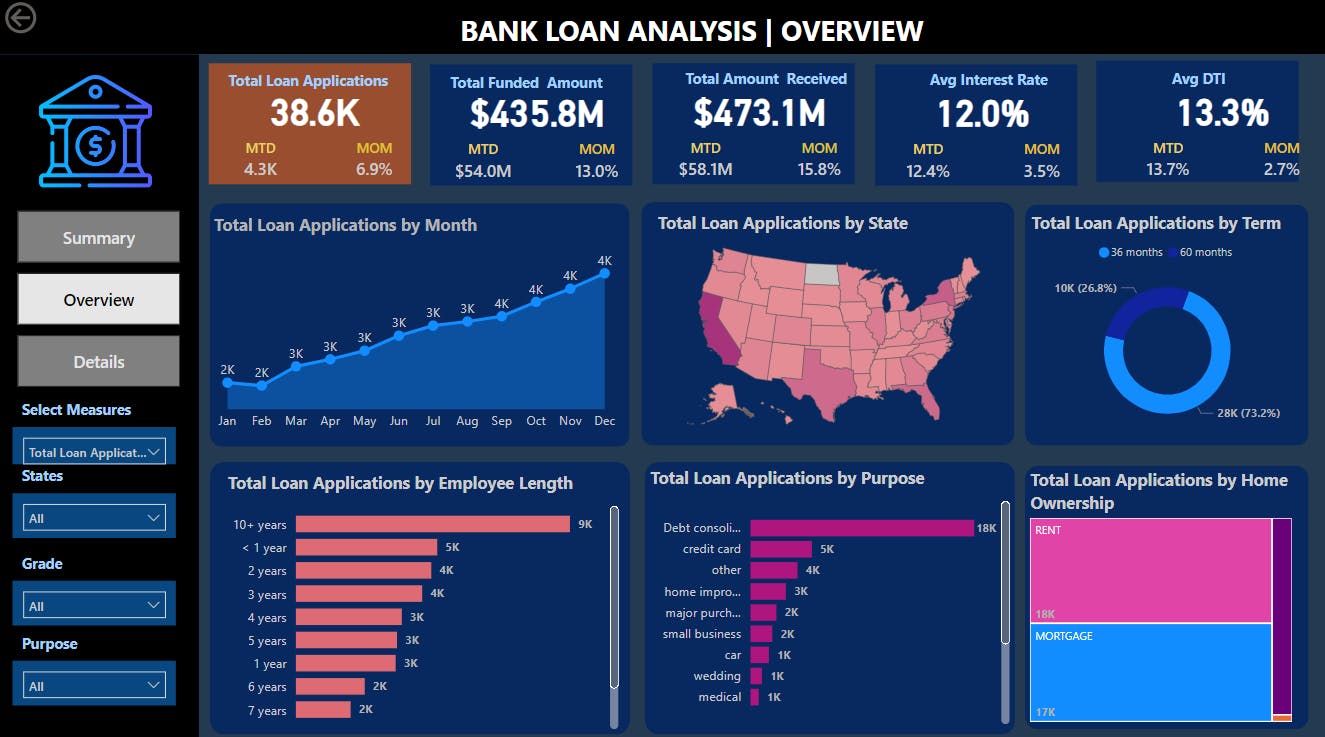 BANK LOAN ANALYSIS | OVERVIEW
Total Loan Applications
38.6K
MTD MOM
4.3K 6.9%
Total Funded Amount
$435.8M
MTD MOM
$54.0M 13.0%
Total Amount Received
$473.1M
MTD MOM
$58.1M 15.8%
Avg Interest Rate
12.0%
MTD MOM
12.4% 3.5%
Avg DTI
13.3%
MTD MOM
13.7% 2.7%
$
Summary
Overview
Details
Select Measures
Total Loan Applicat...
States
All
Grade
All
Purpose
All
Total Loan Applications by Month
2K 2K 3K 3K 3K 3K 3K 3K 4K 4K 4K 4K
Jan Feb Mar Apr May Jun Jul Aug Sep Oct Nov Dec
Total Loan Applications by State
Total Loan Applications by Term
36 months 60 months
10K (26.8%)
28K (73.2%)
Total Loan Applications by Employee Length
10+ years 9K
< 1 year 5K
2 years 4K
3 years 4K
4 years 3K
5 years 3K
1 year 3K
6 years 2K
7 years 2K
Total Loan Applications by Purpose
Debt consoli... 18K
credit card 5K
other 4K
home impro... 3K
major purch... 2K
small business 2K
car 1K
wedding 1K
medical 1K
Total Loan Applications by Home
Ownership
RENT
18K
MORTGAGE
17K